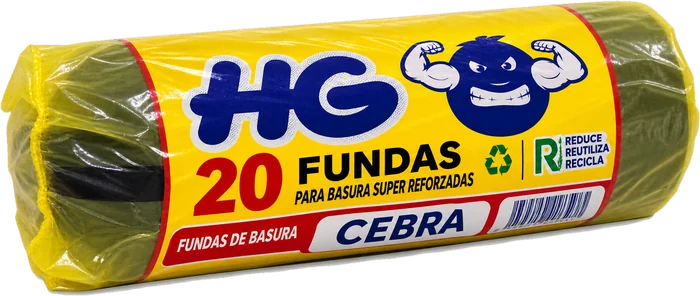 HG
20 FUNDAS
PARA BASURA SUPER REFORZADAS
R REDUCE
REUTILIZA
RECICLA
FUNDAS DE BASURA
CEBRA